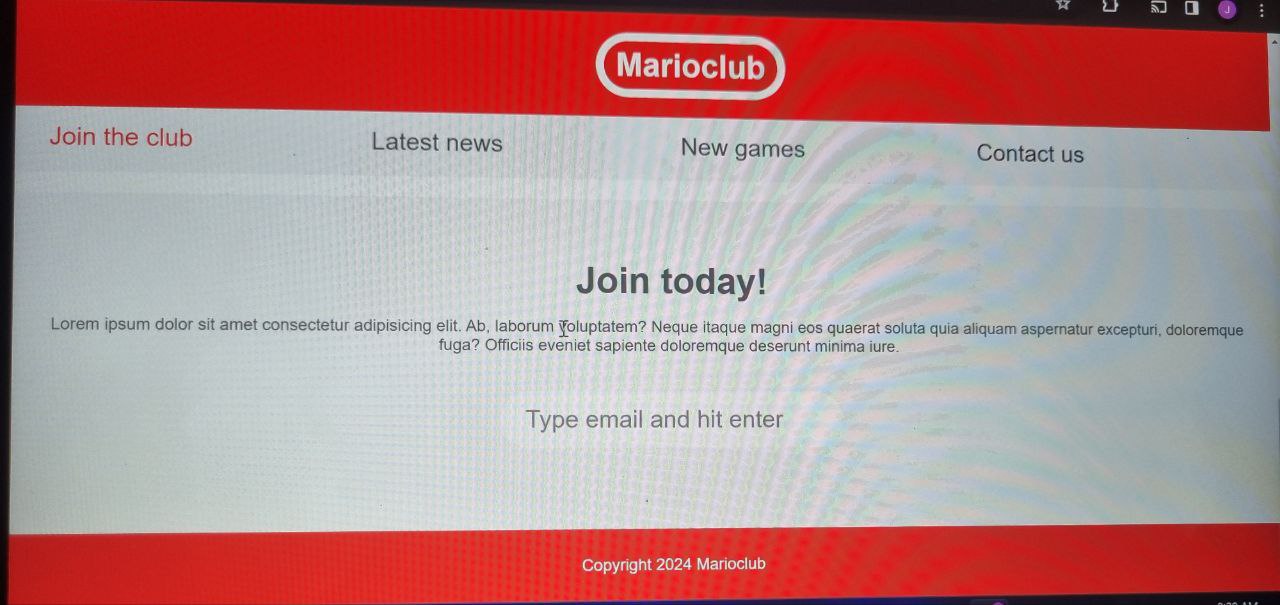 J
Marioclub
Join the club
Latest news
New games
Contact us
Join today!
Lorem ipsum dolor sit amet consectetur adipisicing elit. Ab, laborum voluptatem? Neque itaque magni eos quaerat soluta quia aliquam aspernatur excepturi, doloremque
fuga? Officiis eveniet sapiente doloremque deserunt minima iure.
Type email and hit enter
Copyright 2024 Marioclub